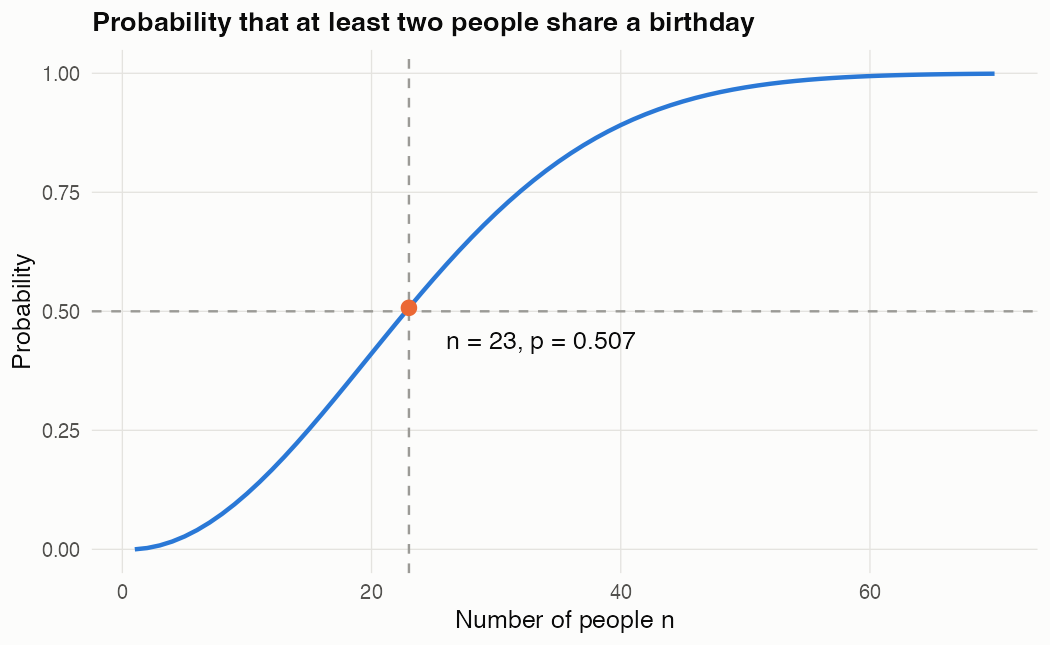 Probability that at least two people share a birthday
Probability
1.00
0.75
0.50
0.25
0.00
n = 23, p = 0.507
0 20 40 60
Number of people n